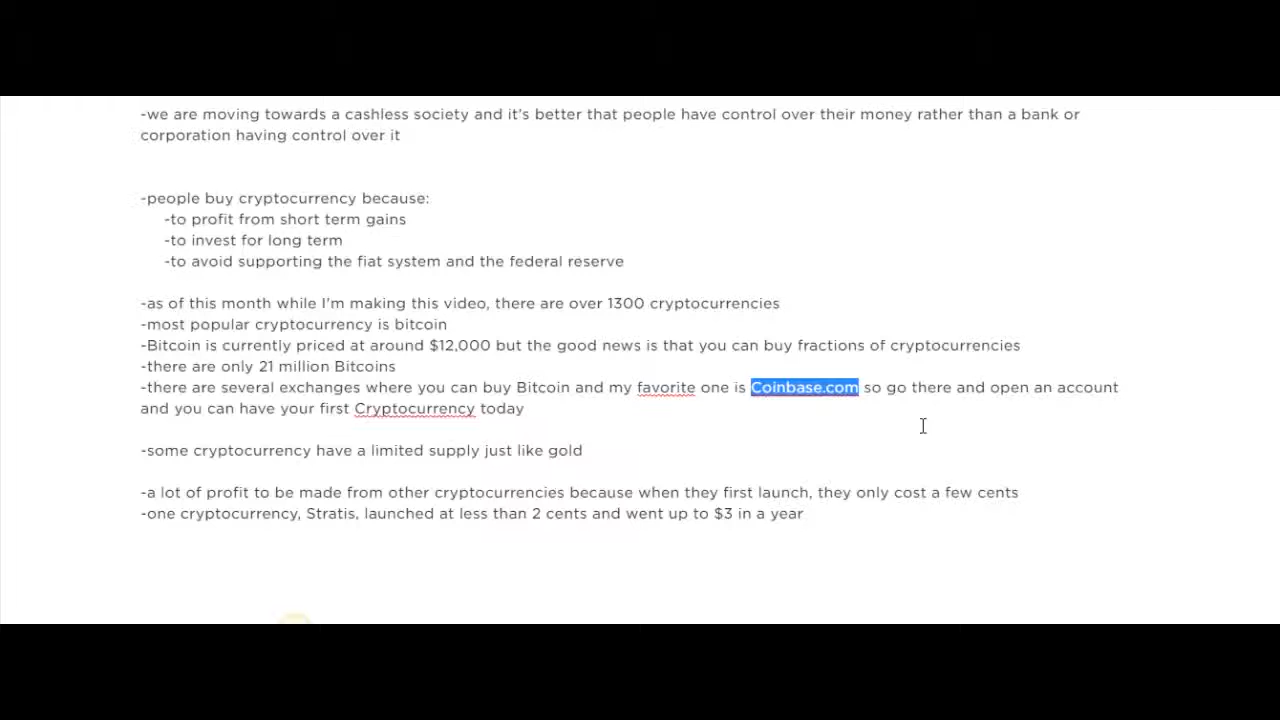 -we are moving towards a cashless society and it's better that people have control over their money rather than a bank or
corporation having control over it
-people buy cryptocurrency because:
-to profit from short term gains
-to invest for long term
-to avoid supporting the fiat system and the federal reserve
-as of this month while I'm making this video, there are over 1300 cryptocurrencies
-most popular cryptocurrency is bitcoin
-Bitcoin is currently priced at around $12,000 but the good news is that you can buy fractions of cryptocurrencies
-there are only 21 million Bitcoins
-there are several exchanges where you can buy Bitcoin and my favorite one is Coinbase.com so go there and open an account
and you can have your first Cryptocurrency today
-some cryptocurrency have a limited supply just like gold
-a lot of profit to be made from other cryptocurrencies because when they first launch, they only cost a few cents
-one cryptocurrency, Stratis, launched at less than 2 cents and went up to $3 in a year